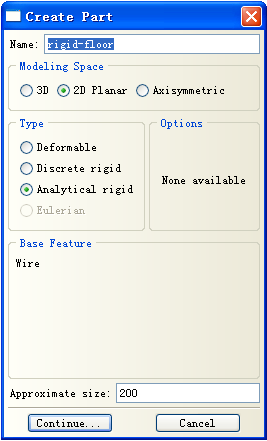 Create Part
Name: rigid-floor
Modeling Space
3D 2D Planar Axisymmetric
Type
Deformable
Discrete rigid
Analytical rigid
Eulerian
Options
None available
Base Feature
Wire
Approximate size: 200
Continue... Cancel